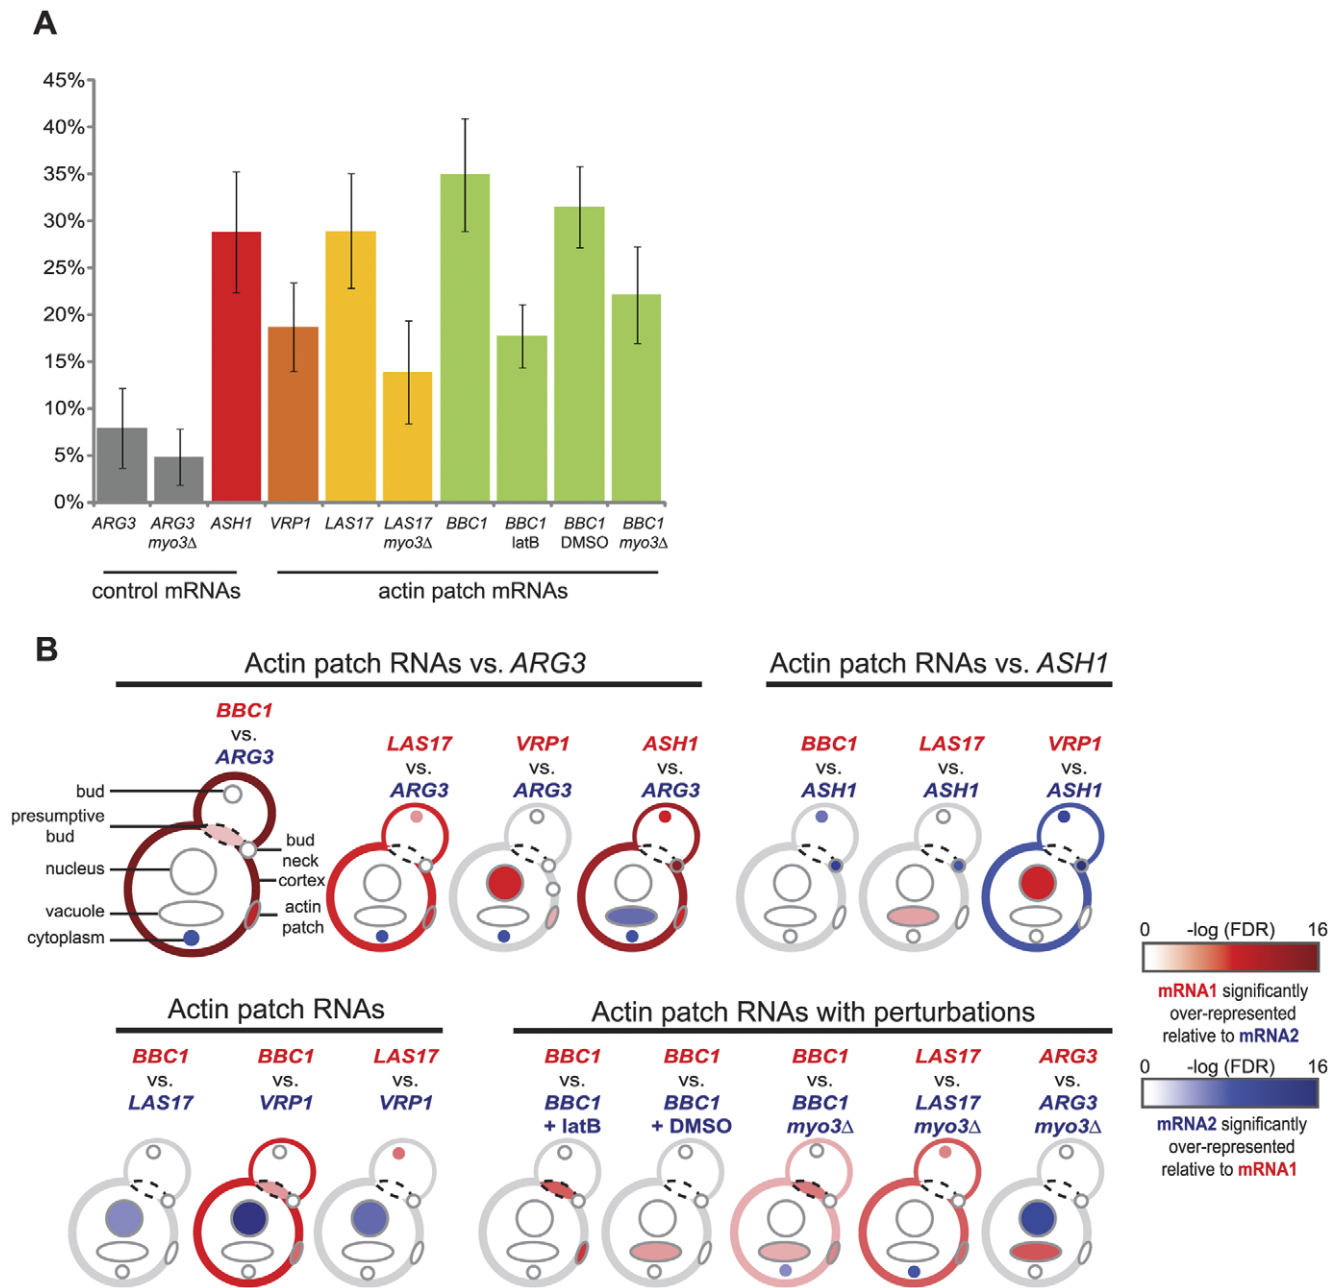 A
45%
40%
35%
30%
25%
20%
15%
10%
5%
0%
ARG3
ARG3 myo3Δ
ASH1
VRP1
LAS17
LAS17 myo3Δ
BBC1
BBC1 latB
BBC1 DMSO
BBC1 myo3Δ
control mRNAs
actin patch mRNAs
B
Actin patch RNAs vs. ARG3
Actin patch RNAs vs. ASH1
BBC1
vs.
ARG3
LAS17
vs.
ARG3
VRP1
vs.
ARG3
ASH1
vs.
ARG3
BBC1
vs.
ASH1
LAS17
vs.
ASH1
VRP1
vs.
ASH1
bud
presumptive
bud
nucleus
vacuole
cytoplasm
bud
neck
cortex
actin
patch
0 -log (FDR) 16
mRNA1 significantly
over-represented
relative to mRNA2
0 -log (FDR) 16
mRNA2 significantly
over-represented
relative to mRNA1
Actin patch RNAs
Actin patch RNAs with perturbations
BBC1
vs.
LAS17
BBC1
vs.
VRP1
LAS17
vs.
VRP1
BBC1
vs.
BBC1
+ latB
BBC1
vs.
BBC1
+ DMSO
BBC1
vs.
BBC1
myo3Δ
LAS17
vs.
LAS17
myo3Δ
ARG3
vs.
ARG3
myo3Δ